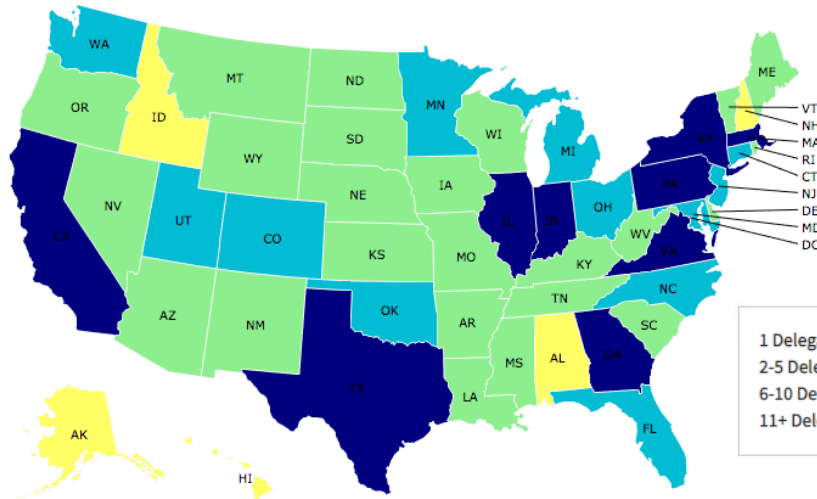 WA
MT
ND
MN
ME
OR
ID
SD
WI
MI
NY
VT
NH
MA
RI
CT
NJ
DE
MD
DC
WY
NE
IA
PA
NV
UT
CO
KS
MO
IL
IN
OH
WV
VA
KY
CA
AZ
NM
OK
AR
TN
NC
SC
TX
LA
MS
AL
GA
FL
AK
HI
1 Deleg
2-5 Dele
6-10 De
11+ Dele